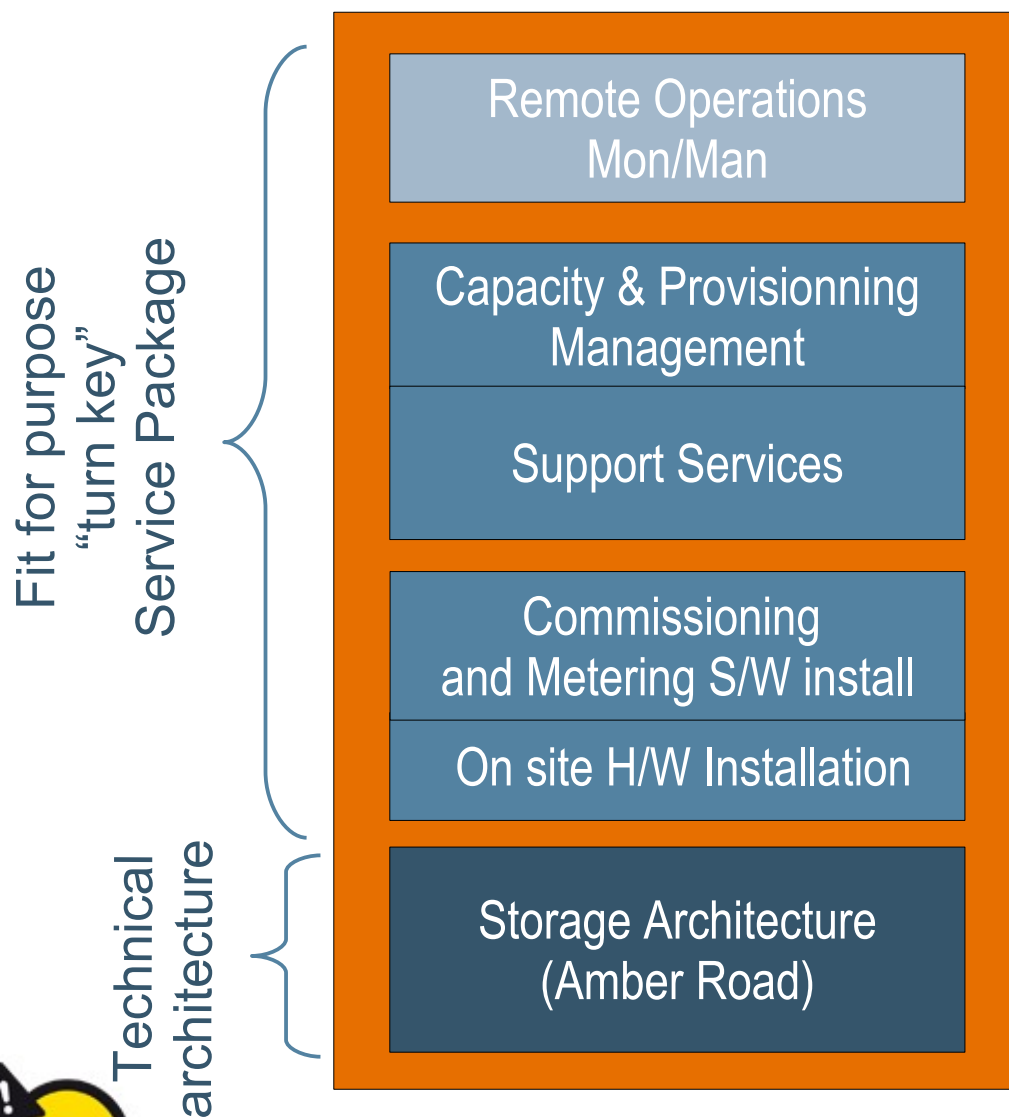 Remote Operations
Mon/Man
Capacity & Provisionning
Management
Support Services
Commissioning
and Metering S/W install
On site H/W Installation
Storage Architecture
(Amber Road)
Fit for purpose
“turn key”
Service Package
Technical
architecture
!